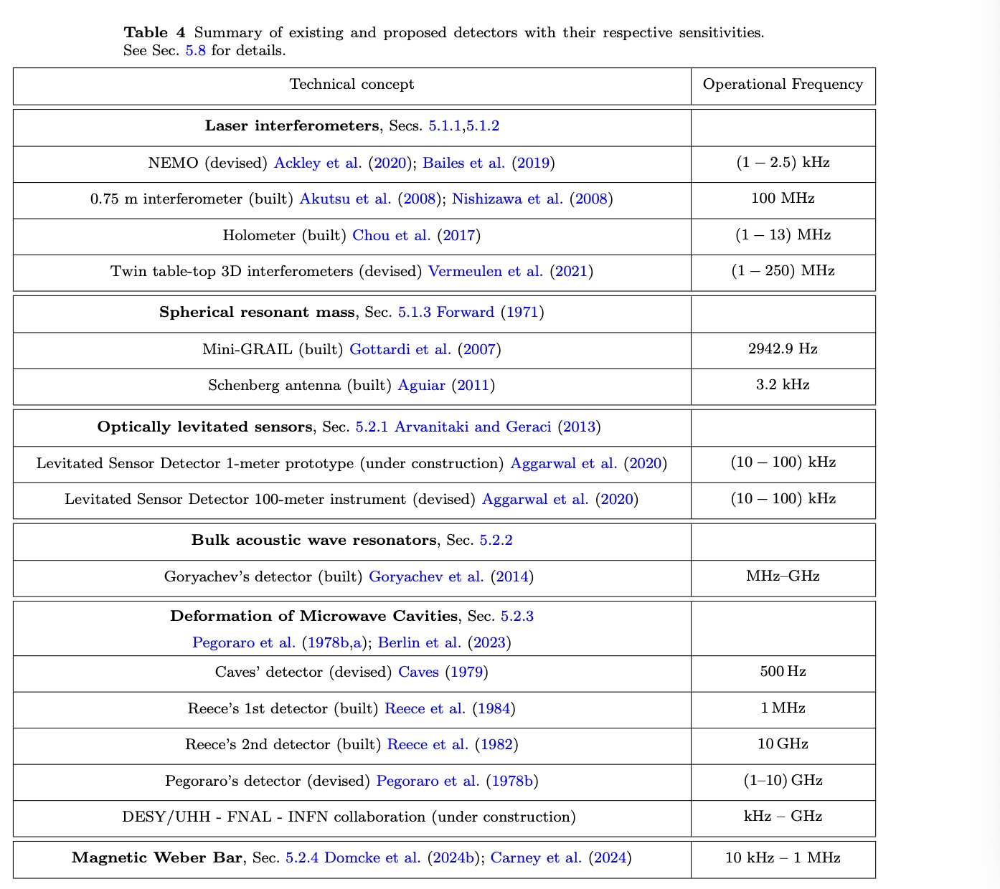 Table 4 Summary of existing and proposed detectors with their respective sensitivities.
See Sec. 5.8 for details.
Technical concept Operational Frequency
Laser interferometers, Secs. 5.1.1,5.1.2
NEMO (devised) Ackley et al. (2020); Bailes et al. (2019) (1 – 2.5) kHz
0.75 m interferometer (built) Akutsu et al. (2008); Nishizawa et al. (2008) 100 MHz
Holometer (built) Chou et al. (2017) (1 – 13) MHz
Twin table-top 3D interferometers (devised) Vermeulen et al. (2021) (1 – 250) MHz
Spherical resonant mass, Sec. 5.1.3 Forward (1971)
Mini-GRAIL (built) Gottardi et al. (2007) 2942.9 Hz
Schenberg antenna (built) Aguiar (2011) 3.2 kHz
Optically levitated sensors, Sec. 5.2.1 Arvanitaki and Geraci (2013)
Levitated Sensor Detector 1-meter prototype (under construction) Aggarwal et al. (2020) (10 – 100) kHz
Levitated Sensor Detector 100-meter instrument (devised) Aggarwal et al. (2020) (10 – 100) kHz
Bulk acoustic wave resonators, Sec. 5.2.2
Goryachev’s detector (built) Goryachev et al. (2014) MHz–GHz
Deformation of Microwave Cavities, Sec. 5.2.3
Pegoraro et al. (1978b,a); Berlin et al. (2023)
Caves’ detector (devised) Caves (1979) 500 Hz
Reece’s 1st detector (built) Reece et al. (1984) 1 MHz
Reece’s 2nd detector (built) Reece et al. (1982) 10 GHz
Pegoraro’s detector (devised) Pegoraro et al. (1978b) (1–10) GHz
DESY/UHH - FNAL - INFN collaboration (under construction) kHz – GHz
Magnetic Weber Bar, Sec. 5.2.4 Domcke et al. (2024b); Carney et al. (2024) 10 kHz – 1 MHz